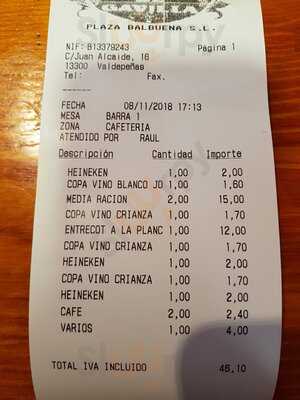 PLAZA BALBUENA S.L.
NIF: B13379243 Página 1
C/Juan Alcaide, 16
13300 Valdepeñas
Tel: Fax.
------
FECHA 08/11/2018 17:13
MESA BARRA 1
ZONA CAFETERIA
ATENDIDO POR RAUL
Descripción Cantidad Importe
HEINEKEN 1,00 2,00
COPA VINO BLANCO JO 1,00 1,60
MEDIA RACION 2,00 15,00
COPA VINO CRIANZA 1,00 1,70
ENTRECOT A LA PLANC 1,00 12,00
COPA VINO CRIANZA 1,00 1,70
HEINEKEN 1,00 2,00
COPA VINO CRIANZA 1,00 1,70
HEINEKEN 1,00 2,00
CAFE 2,00 2,40
VARIOS 1,00 4,00
TOTAL IVA INCLUIDO 46,10